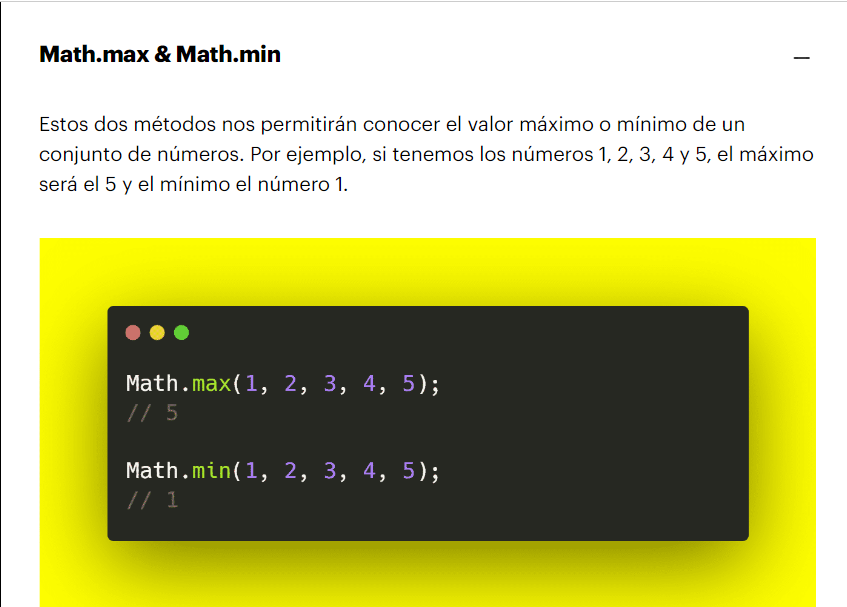 Math.max & Math.min
Estos dos métodos nos permitirán conocer el valor máximo o mínimo de un
conjunto de números. Por ejemplo, si tenemos los números 1, 2, 3, 4 y 5, el máximo
será el 5 y el mínimo el número 1.
Math.max(1, 2, 3, 4, 5);
// 5
Math.min(1, 2, 3, 4, 5);
// 1